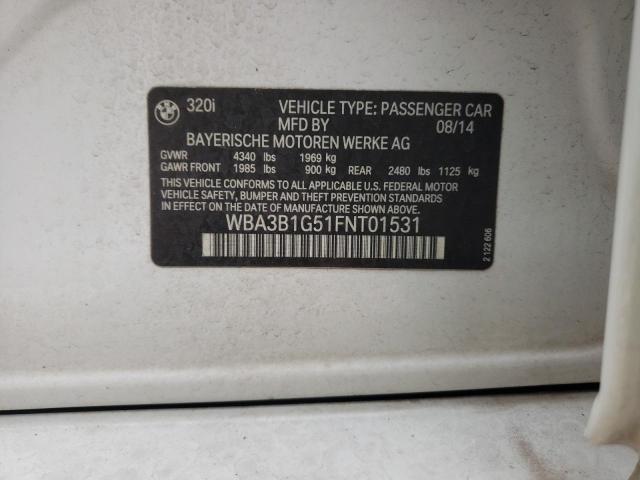 BMW 320i VEHICLE TYPE: PASSENGER CAR
MFD BY 08/14
BAYERISCHE MOTOREN WERKE AG
GVWR 4340 lbs 1969 kg
GAWR FRONT 1985 lbs 900 kg REAR 2480 lbs 1125 kg
THIS VEHICLE CONFORMS TO ALL APPLICABLE U.S. FEDERAL MOTOR
VEHICLE SAFETY, BUMPER AND THEFT PREVENTION STANDARDS
IN EFFECT ON THE DATE OF MANUFACTURE SHOWN ABOVE.
WBA3B1G51FNT01531
2 122 606